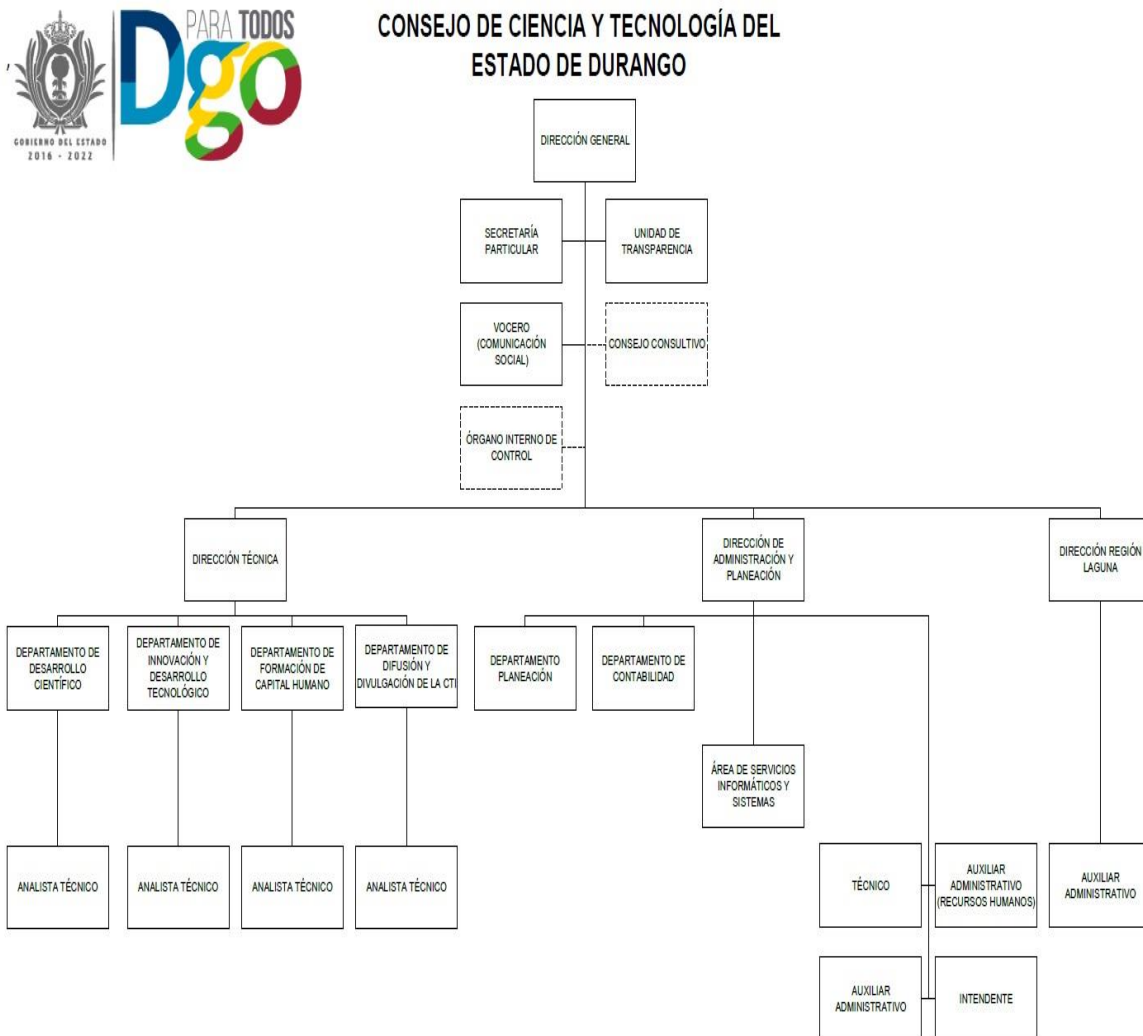 PARA TODOS
Dgo
GOBIERNO DEL ESTADO
2016 - 2022
CONSEJO DE CIENCIA Y TECNOLOGÍA DEL
ESTADO DE DURANGO
DIRECCIÓN GENERAL
SECRETARÍA
PARTICULAR
UNIDAD DE
TRANSPARENCIA
VOCERO
(COMUNICACIÓN
SOCIAL)
CONSEJO CONSULTIVO
ÓRGANO INTERNO DE
CONTROL
DIRECCIÓN TÉCNICA
DIRECCIÓN DE
ADMINISTRACIÓN Y
PLANEACIÓN
DIRECCIÓN REGIÓN
LAGUNA
DEPARTAMENTO DE
DESARROLLO
CIENTÍFICO
DEPARTAMENTO DE
INNOVACIÓN Y
DESARROLLO
TECNOLÓGICO
DEPARTAMENTO DE
FORMACIÓN DE
CAPITAL HUMANO
DEPARTAMENTO DE
DIFUSIÓN Y
DIVULGACIÓN DE LA CTI
DEPARTAMENTO
PLANEACIÓN
DEPARTAMENTO DE
CONTABILIDAD
ÁREA DE SERVICIOS
INFORMÁTICOS Y
SISTEMAS
ANALISTA TÉCNICO
ANALISTA TÉCNICO
ANALISTA TÉCNICO
ANALISTA TÉCNICO
TÉCNICO
AUXILIAR
ADMINISTRATIVO
(RECURSOS HUMANOS)
AUXILIAR
ADMINISTRATIVO
AUXILIAR
ADMINISTRATIVO
INTENDENTE